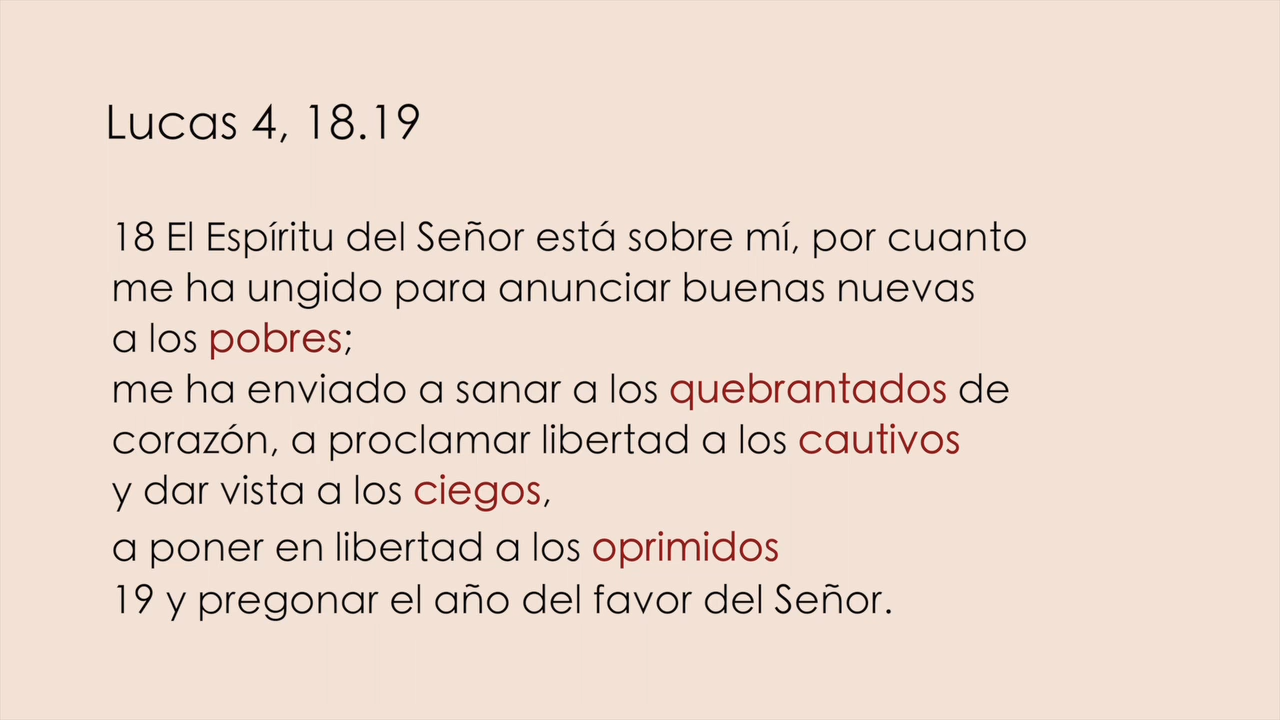 Lucas 4, 18.19
18 El Espíritu del Señor está sobre mí, por cuanto
me ha ungido para anunciar buenas nuevas
a los pobres;
me ha enviado a sanar a los quebrantados de
corazón, a proclamar libertad a los cautivos
y dar vista a los ciegos,
a poner en libertad a los oprimidos
19 y pregonar el año del favor del Señor.